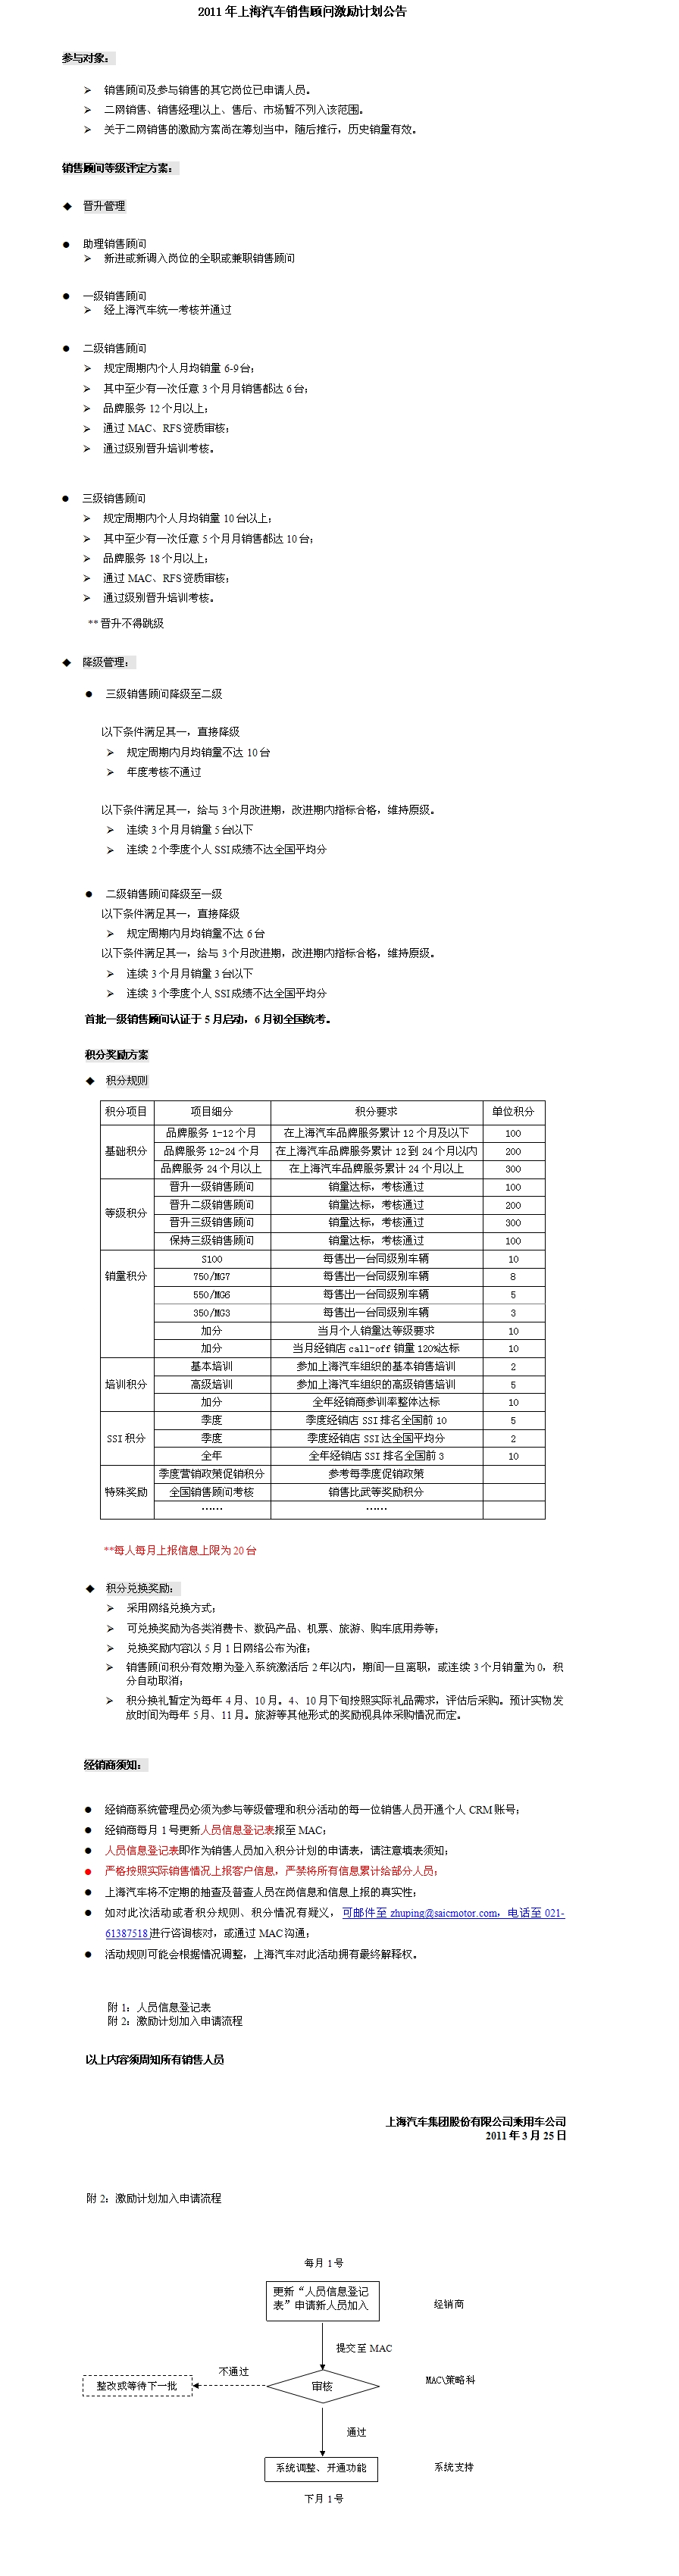 2011 年上海汽车销售顾问激励计划公告
参与对象：
➢ 销售顾问及参与销售的其它岗位已申请人员。
➢ 二网销售、销售经理以上、售后、市场暂不列入该范围。
➢ 关于二网销售的激励方案尚在筹划当中，随后推行，历史销量有效。
销售顾问等级评定方案：
◆ 晋升管理
● 助理销售顾问
➢ 新进或新调入岗位的全职或兼职销售顾问
● 一级销售顾问
➢ 经上海汽车统一考核并通过
● 二级销售顾问
➢ 规定周期内个人月均销量 6-9 台；
➢ 其中至少有一次任意 3 个月月销售都达 6 台；
➢ 品牌服务 12 个月以上；
➢ 通过 MAC、RFS 资质审核；
➢ 通过级别晋升培训考核。
● 三级销售顾问
➢ 规定周期内个人月均销量 10 台以上；
➢ 其中至少有一次任意 5 个月月销售都达 10 台；
➢ 品牌服务 18 个月以上；
➢ 通过 MAC、RFS 资质审核；
➢ 通过级别晋升培训考核。
** 晋升不得跳级
◆ 降级管理：
● 三级销售顾问降级至二级
以下条件满足其一，直接降级
➢ 规定周期内月均销量不达 10 台
➢ 年度考核不通过
以下条件满足其一，给与 3 个月改进期，改进期内指标合格，维持原级。
➢ 连续 3 个月月销量 5 台以下
➢ 连续 2 个季度个人 SSI 成绩不达全国平均分
● 二级销售顾问降级至一级
以下条件满足其一，直接降级
➢ 规定周期内月均销量不达 6 台
以下条件满足其一，给与 3 个月改进期，改进期内指标合格，维持原级。
➢ 连续 3 个月月销量 3 台以下
➢ 连续 3 个季度个人 SSI 成绩不达全国平均分
首批一级销售顾问认证于 5 月启动，6 月初全国统考。
积分奖励方案
◆ 积分规则
积分项目 项目细分 积分要求 单位积分
基础积分 品牌服务 1-12 个月 在上海汽车品牌服务累计 12 个月及以下 100
品牌服务 12-24 个月 在上海汽车品牌服务累计 12 到 24 个月以内 200
品牌服务 24 个月以上 在上海汽车品牌服务累计 24 个月以上 300
等级积分 晋升一级销售顾问 销量达标，考核通过 100
晋升二级销售顾问 销量达标，考核通过 200
晋升三级销售顾问 销量达标，考核通过 300
保持三级销售顾问 销量达标，考核通过 100
销量积分 S100 每售出一台同级别车辆 10
750/MG7 每售出一台同级别车辆 8
550/MG6 每售出一台同级别车辆 5
350/MG3 每售出一台同级别车辆 3
加分 当月个人销量达等级要求 10
加分 当月经销店 call-off 销量 120%达标 10
培训积分 基本培训 参加上海汽车组织的基本销售培训 2
高级培训 参加上海汽车组织的高级销售培训 5
加分 全年经销商参训率整体达标 10
SSI 积分 季度 季度经销店 SSI 排名全国前 10 5
季度 季度经销店 SSI 达全国平均分 2
全年 全年经销店 SSI 排名全国前 3 10
特殊奖励 季度营销政策促销积分 参考每季度促销政策
全国销售顾问考核 销售比武等奖励积分
…… ……
**每人每月上报信息上限为 20 台
◆ 积分兑换奖励：
➢ 采用网络兑换方式；
➢ 可兑换奖励为各类消费卡、数码产品、机票、旅游、购车底用券等；
➢ 兑换奖励内容以 5 月 1 日网络公布为准；
➢ 销售顾问积分有效期为登入系统激活后 2 年以内，期间一旦离职，或连续 3 个月销量为 0，积
分自动取消；
➢ 积分换礼暂定为每年 4 月、10 月。4、10 月下旬按照实际礼品需求，评估后采购。预计实物发
放时间为每年 5 月、11 月。旅游等其他形式的奖励视具体采购情况而定。
经销商须知：
● 经销商系统管理员必须为参与等级管理和积分活动的每一位销售人员开通个人 CRM 账号；
● 经销商每月 1 号更新人员信息登记表报至 MAC；
● 人员信息登记表即作为销售人员加入积分计划的申请表，请注意填表须知；
● 严格按照实际销售情况上报客户信息，严禁将所有信息累计给部分人员；
● 上海汽车将不定期的抽查及普查人员在岗信息和信息上报的真实性；
● 如对此次活动或者积分规则、积分情况有疑义，可邮件至 zhuping@saicmotor.com，电话至 021-
61387518 进行咨询核对，或通过 MAC 沟通；
● 活动规则可能会根据情况调整，上海汽车对此活动拥有最终解释权。
附 1：人员信息登记表
附 2：激励计划加入申请流程
以上内容须周知所有销售人员
上海汽车集团股份有限公司乘用车公司
2011 年 3 月 25 日
附 2：激励计划加入申请流程
每月 1 号
更新“人员信息登记
表”申请新人员加入
经销商
提交至 MAC
不通过
审核
MAC\策略科
整改或等待下一批
通过
系统调整、开通功能
系统支持
下月 1 号